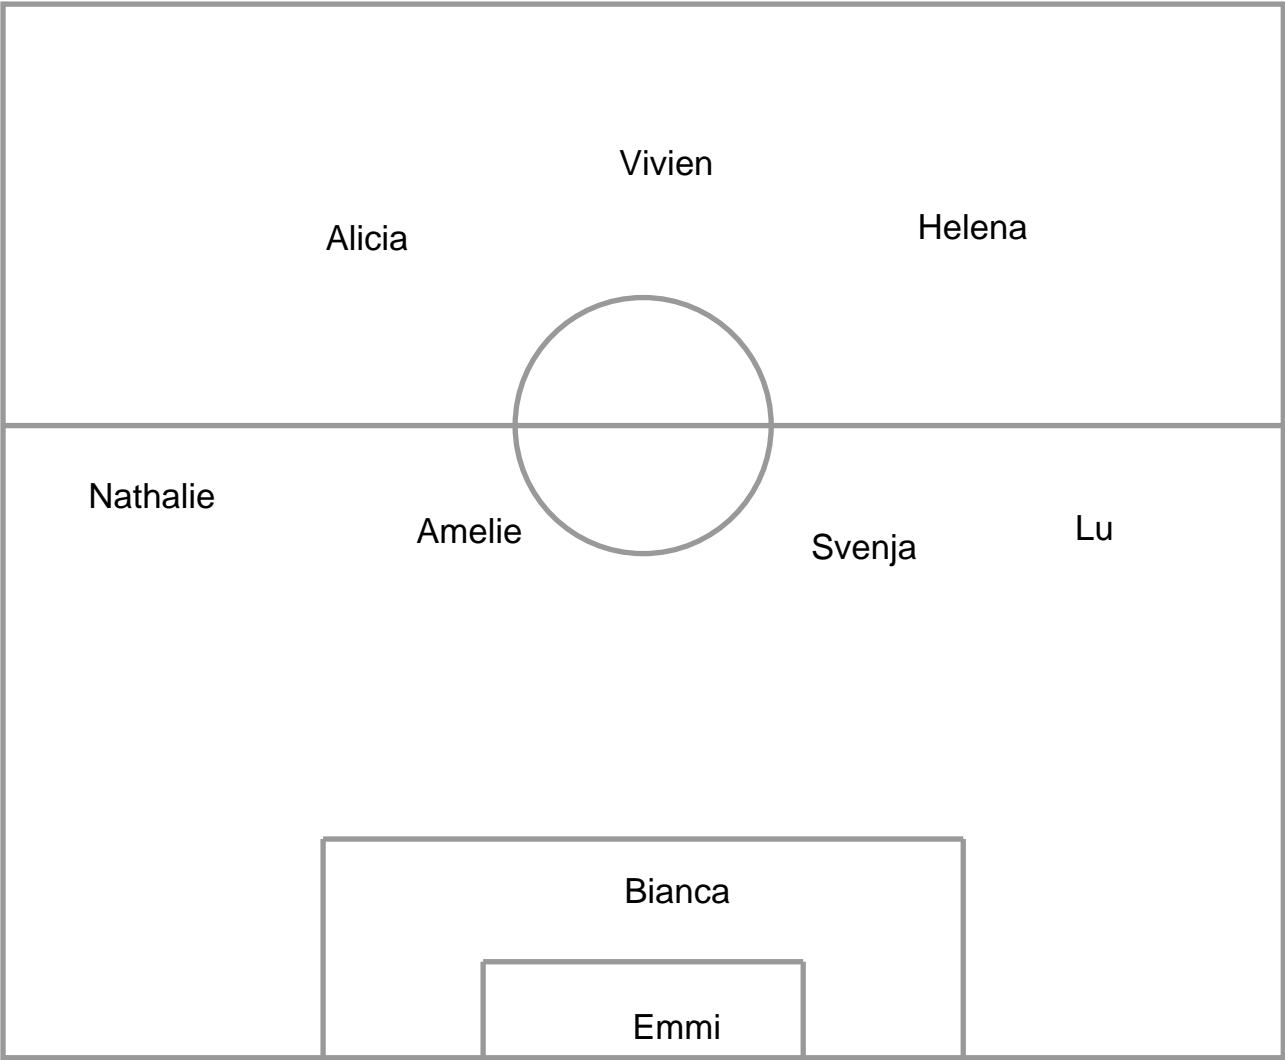 Vivien
Alicia
Helena
Nathalie
Amelie
Svenja
Lu
Bianca
Emmi